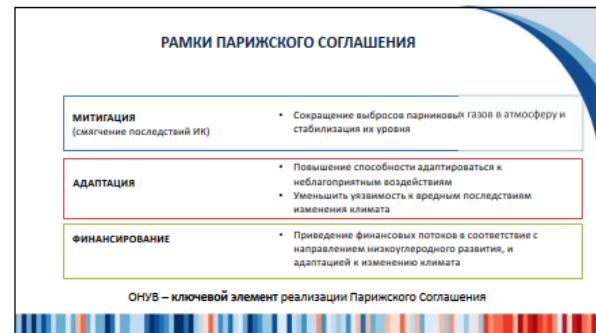 РАМКИ ПАРИЖСКОГО СОГЛАШЕНИЯ
МИТИГАЦИЯ
(смягчение последствий ИК)
• Сокращение выбросов парниковых газов в атмосферу и
стабилизация их уровня
АДАПТАЦИЯ
• Повышение способности адаптироваться к
неблагоприятным воздействиям
• Уменьшить уязвимость к вредным последствиям
изменения климата
ФИНАНСИРОВАНИЕ
• Приведение финансовых потоков в соответствие с
направлением низкоуглеродного развития, и
адаптацией к изменению климата
ОНУВ – ключевой элемент реализации Парижского Соглашения